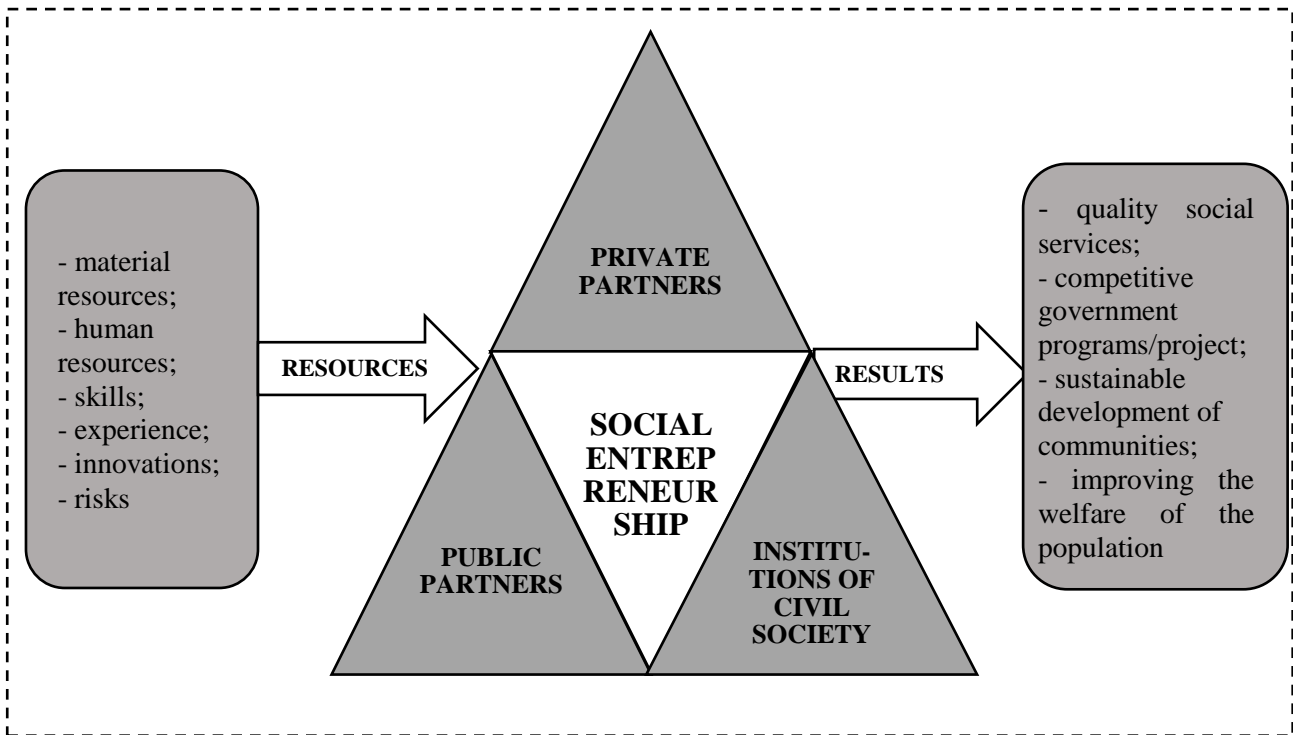 - material
resources;
- human
resources;
- skills;
- experience;
- innovations;
- risks
RESOURCES
PRIVATE
PARTNERS
SOCIAL
ENTREP
RENEUR
SHIP
PUBLIC
PARTNERS
INSTITU-
TIONS OF
CIVIL
SOCIETY
RESULTS
- quality social
services;
- competitive
government
programs/project;
- sustainable
development of
communities;
- improving the
welfare of the
population